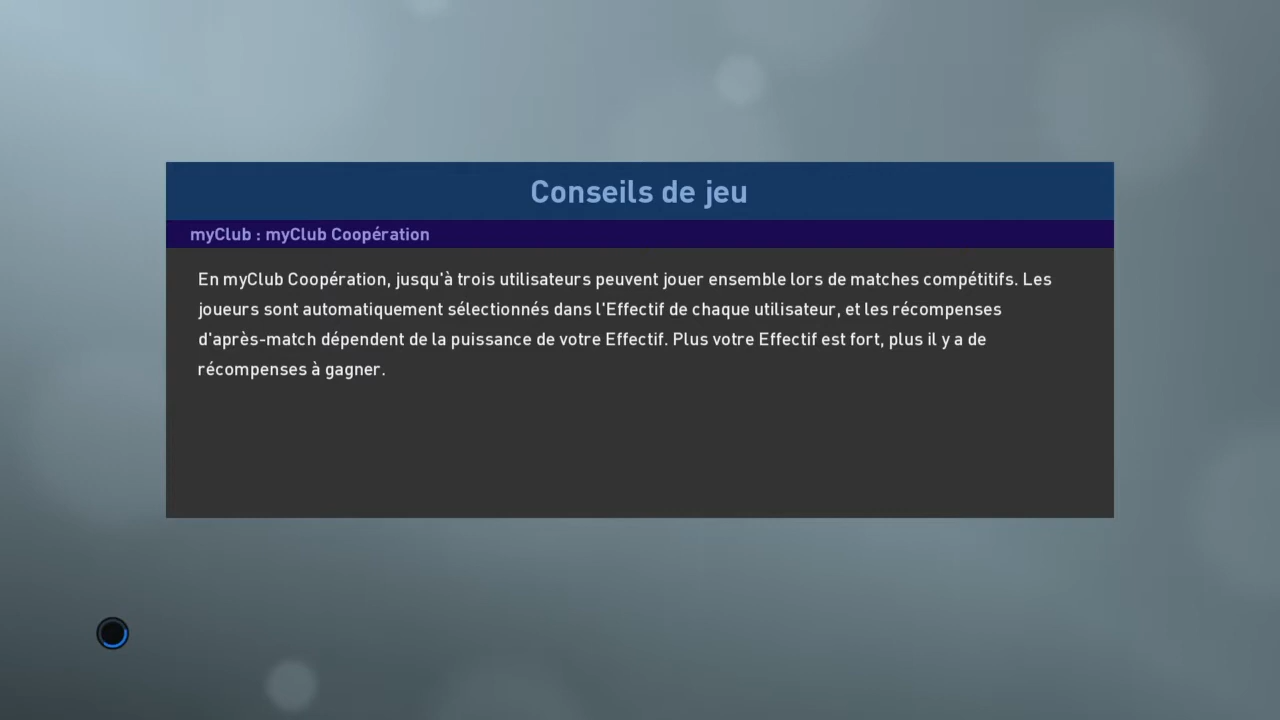 Conseils de jeu
myClub : myClub Coopération
En myClub Coopération, jusqu'à trois utilisateurs peuvent jouer ensemble lors de matches compétitifs. Les
joueurs sont automatiquement sélectionnés dans l'Effectif de chaque utilisateur, et les récompenses
d'après-match dépendent de la puissance de votre Effectif. Plus votre Effectif est fort, plus il y a de
récompenses à gagner.